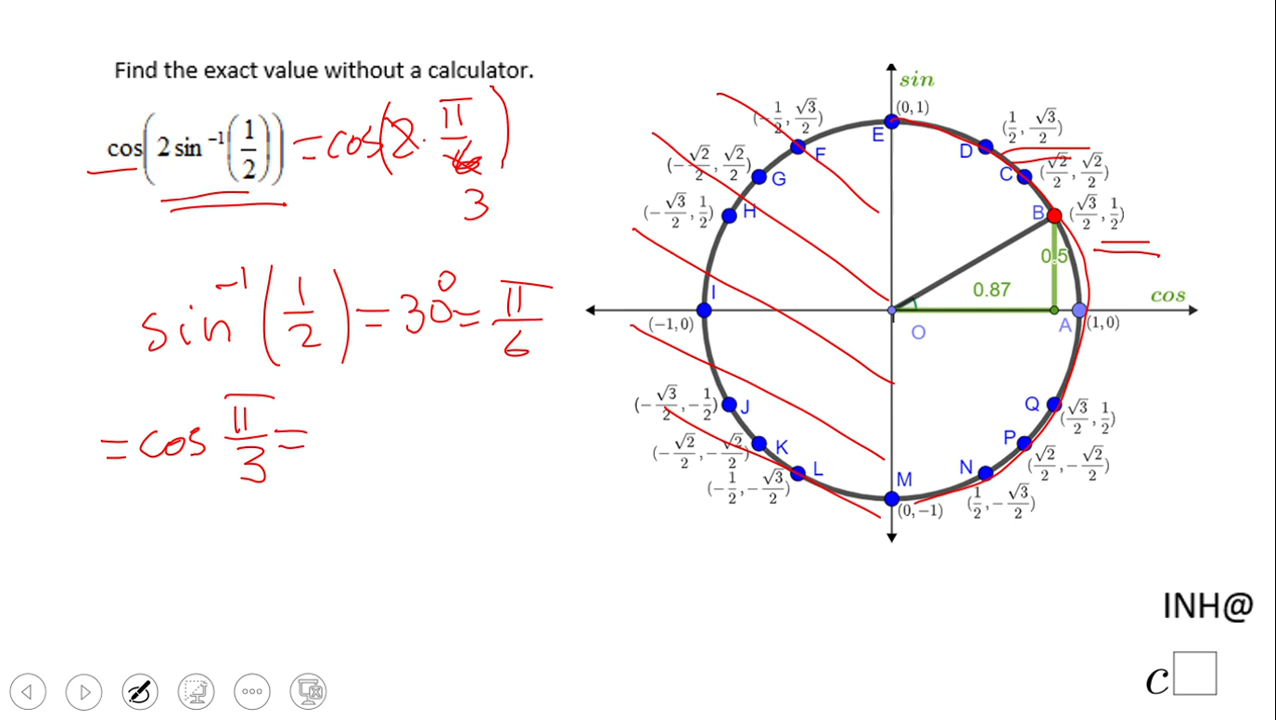 Find the exact value without a calculator.
cos(2 sin⁻¹(1/2)) = cos(2 · π/6)
3
sin⁻¹(1/2) = 30° = π/6
= cos π/3 =
sin
(0, 1)
E
(-1/2, √3/2)
F
(1/2, √3/2)
D
(-√2/2, √2/2)
G
C
(√2/2, √2/2)
(-√3/2, 1/2)
H
B
(√3/2, 1/2)
0.5
0.87
cos
I
(-1, 0)
O
A
(1, 0)
(-√3/2, -1/2)
J
Q
(√3/2, 1/2)
(-√2/2, -√2/2)
K
P
(√2/2, -√2/2)
(-1/2, -√3/2)
L
M
(0, -1)
N
(1/2, -√3/2)
INH@
c